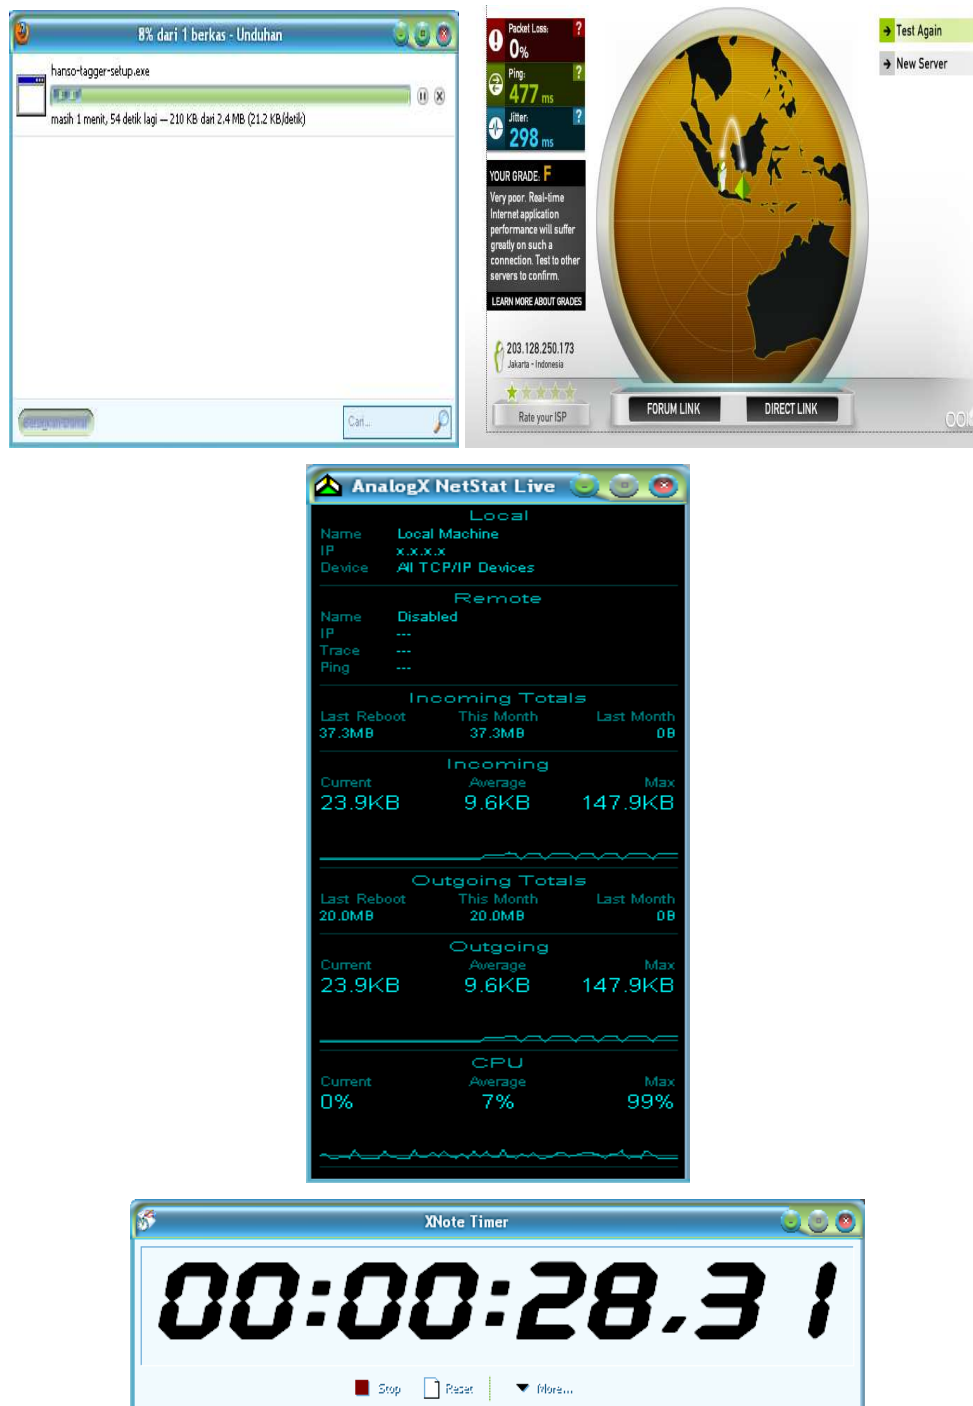 8% dari 1 berkas - Unduhan
hanso-tagger-setup.exe
masih 1 menit, 54 detik lagi — 210 KB dari 2.4 MB (21.2 KB/detik)
Cari...
Packet Loss: ?
0%
Ping: ?
477 ms
Jitter: ?
298 ms
YOUR GRADE: F
Very poor. Real-time
Internet application
performance will suffer
greatly on such a
connection. Test to other
servers to confirm.
LEARN MORE ABOUT GRADES
203.128.250.173
Jakarta - Indonesia
Rate your ISP
Test Again
New Server
FORUM LINK
DIRECT LINK
AnalogX NetStat Live
Local
Name Local Machine
IP x.x.x.x
Device All TCP/IP Devices
Remote
Name Disabled
IP ---
Trace ---
Ping ---
Incoming Totals
Last Reboot This Month Last Month
37.3MB 37.3MB 0B
Incoming
Current Average Max
23.9KB 9.6KB 147.9KB
Outgoing Totals
Last Reboot This Month Last Month
20.0MB 20.0MB 0B
Outgoing
Current Average Max
23.9KB 9.6KB 147.9KB
CPU
Current Average Max
0% 7% 99%
XNote Timer
00:00:28.31
Stop Reset More...